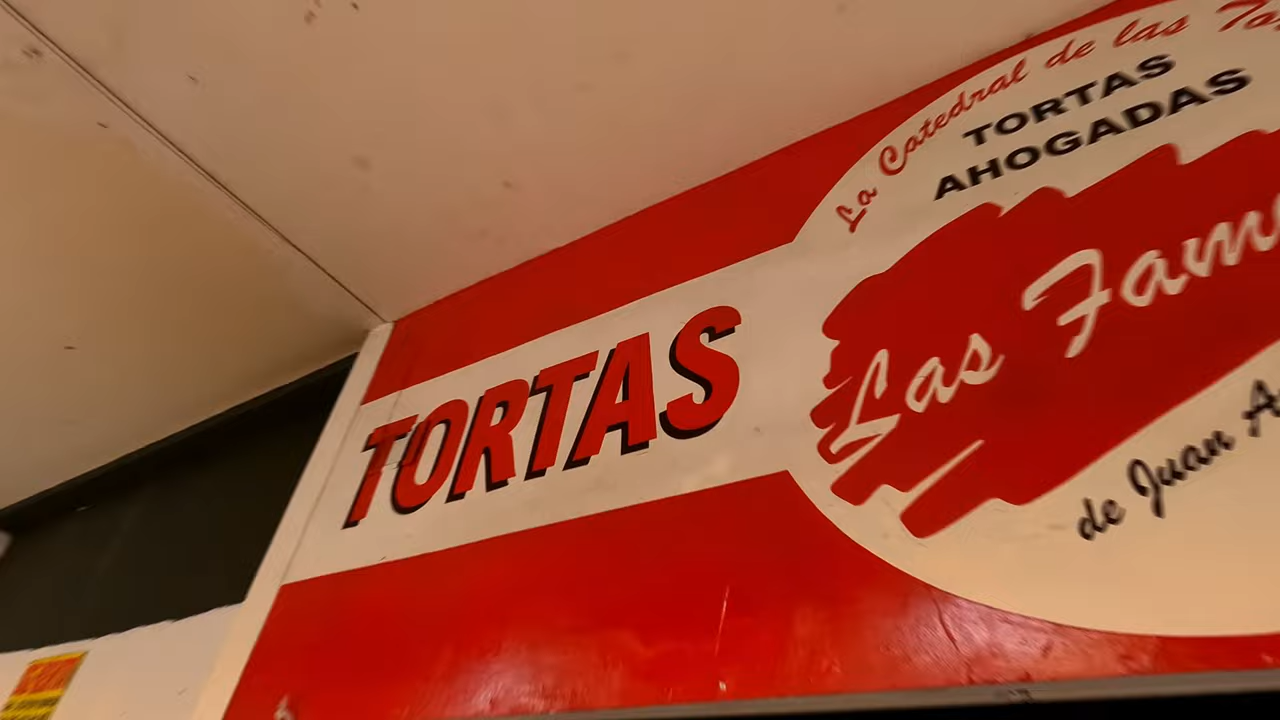 La Catedral de las
TORTAS
AHOGADAS
TORTAS
Las
de Juan